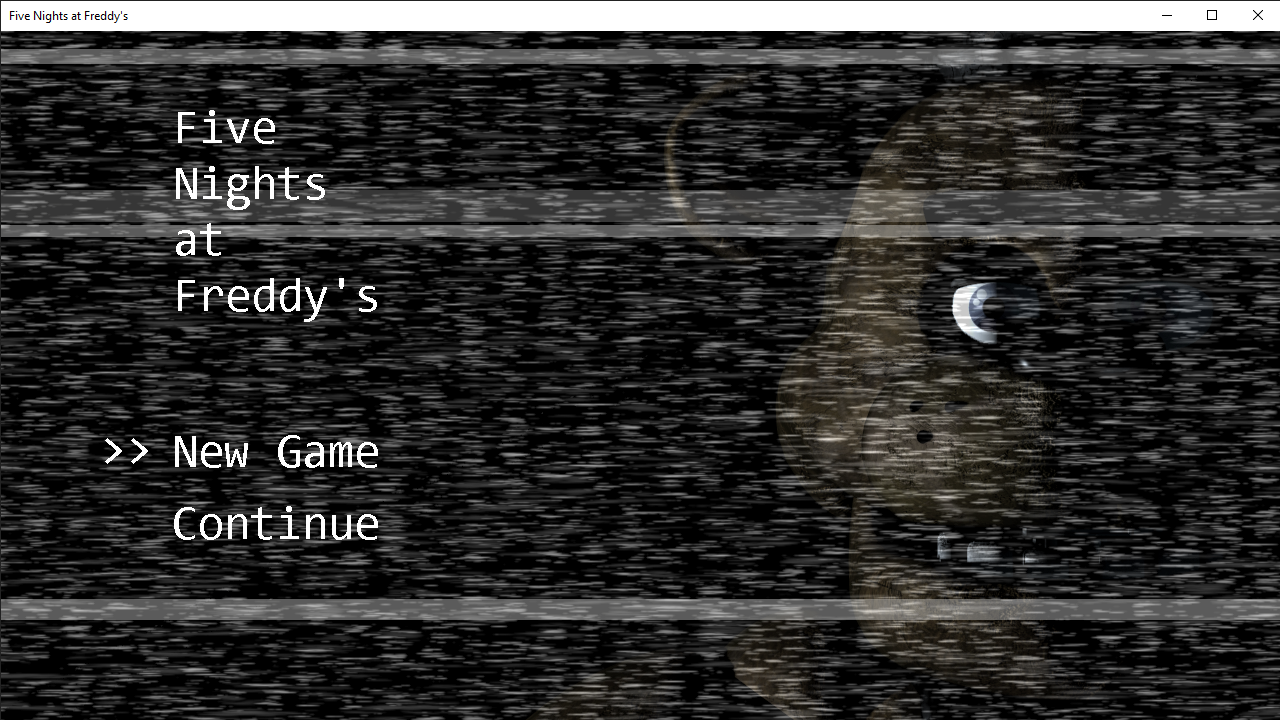 Five Nights at Freddy's
Five
Nights
at
Freddy's
>> New Game
Continue